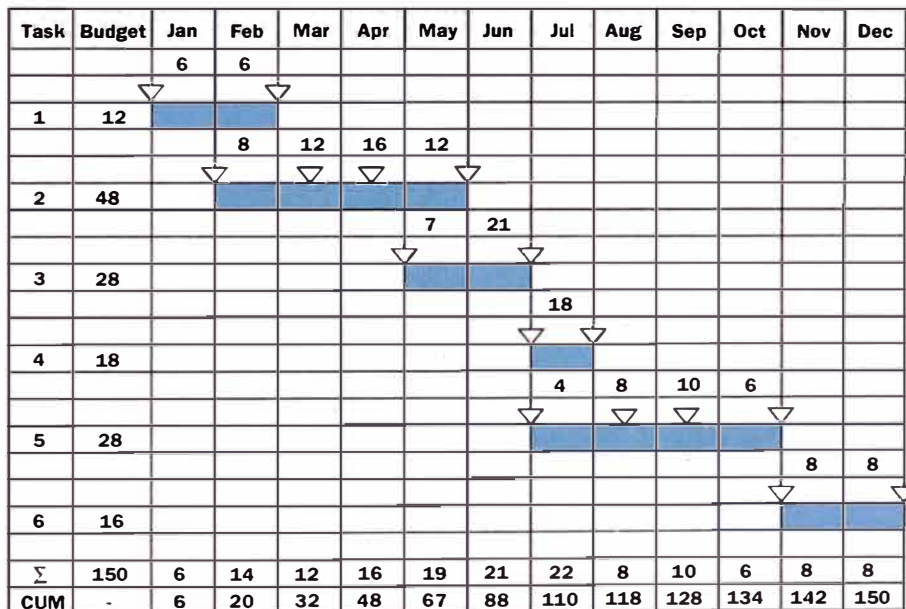 Task Budget Jan Feb Mar Apr May Jun Jul Aug Sep Oct Nov Dec
6 6
1 12
8 12 16 12
2 48
7 21
3 28
18
4 18
4 8 10 6
5 28
8 8
6 16
Σ 150 6 14 12 16 19 21 22 8 10 6 8 8
CUM - 6 20 32 48 67 88 110 118 128 134 142 150